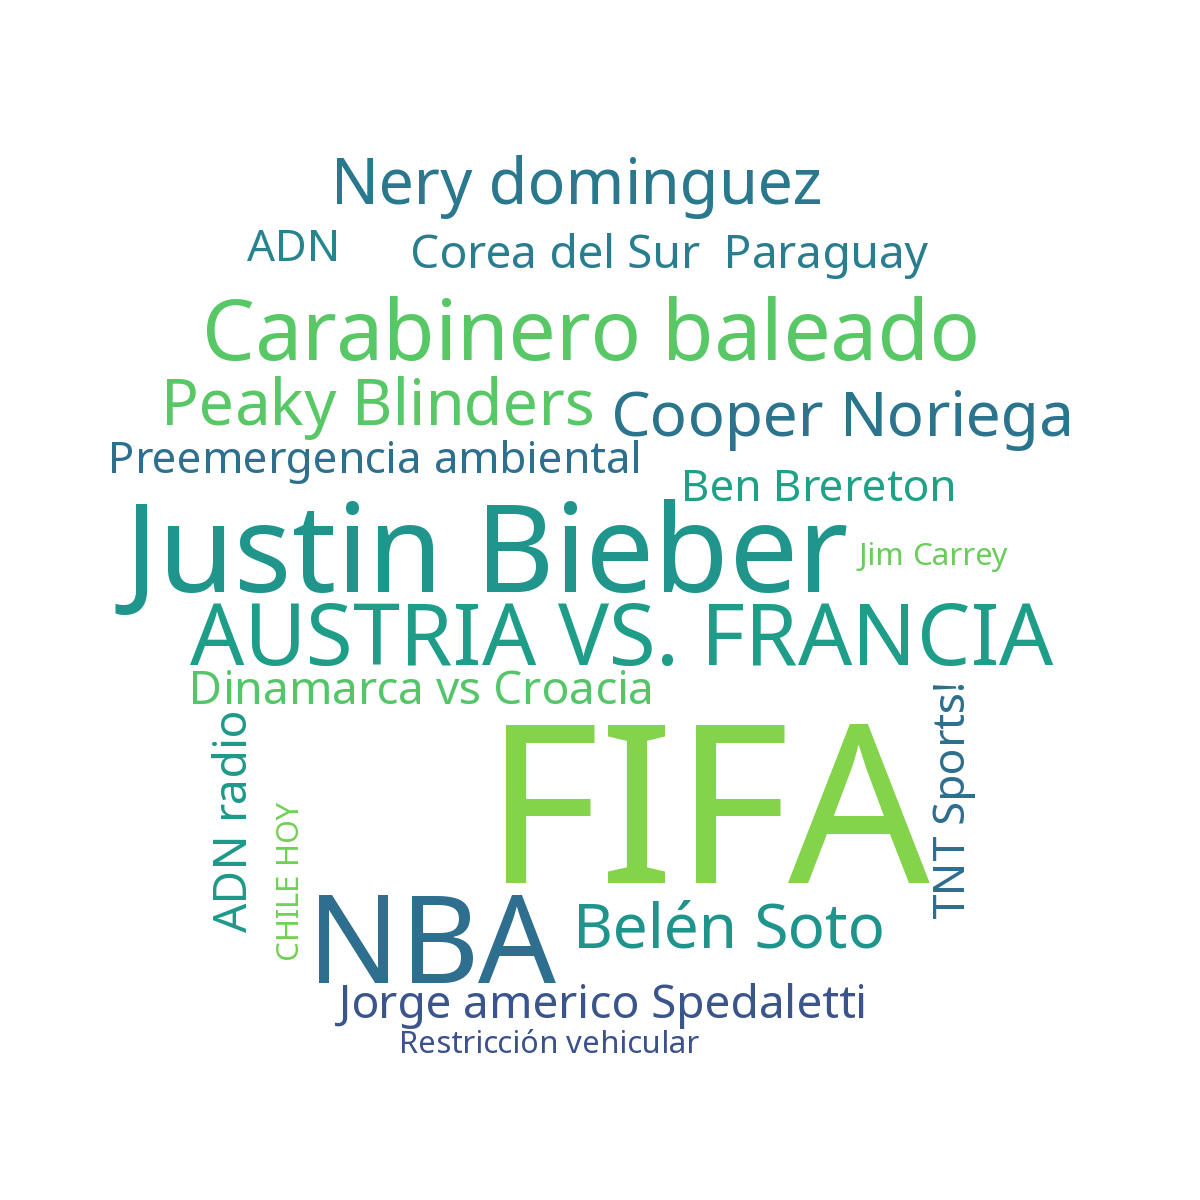 Nery dominguez
ADN
Corea del Sur Paraguay
Carabinero baleado
Peaky Blinders
Cooper Noriega
Preemergencia ambiental
Ben Brereton
Justin Bieber
Jim Carrey
AUSTRIA VS. FRANCIA
Dinamarca vs Croacia
ADN radio
CHILE HOY
FIFA
TNT Sports!
NBA
Belén Soto
Jorge americo Spedaletti
Restricción vehicular